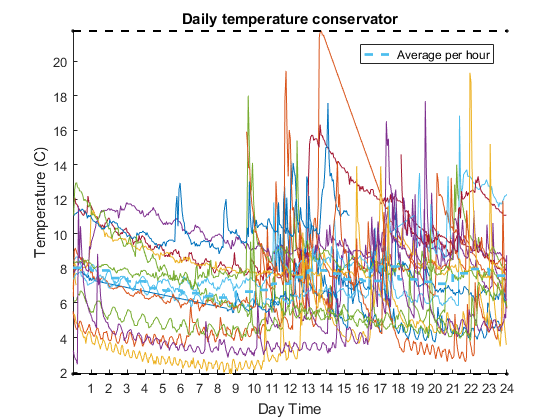 Daily temperature conservator
Average per hour
20
18
16
14
12
10
8
6
4
2
Temperature (C)
1 2 3 4 5 6 7 8 9 10 11 12 13 14 15 16 17 18 19 20 21 22 23 24
Day Time